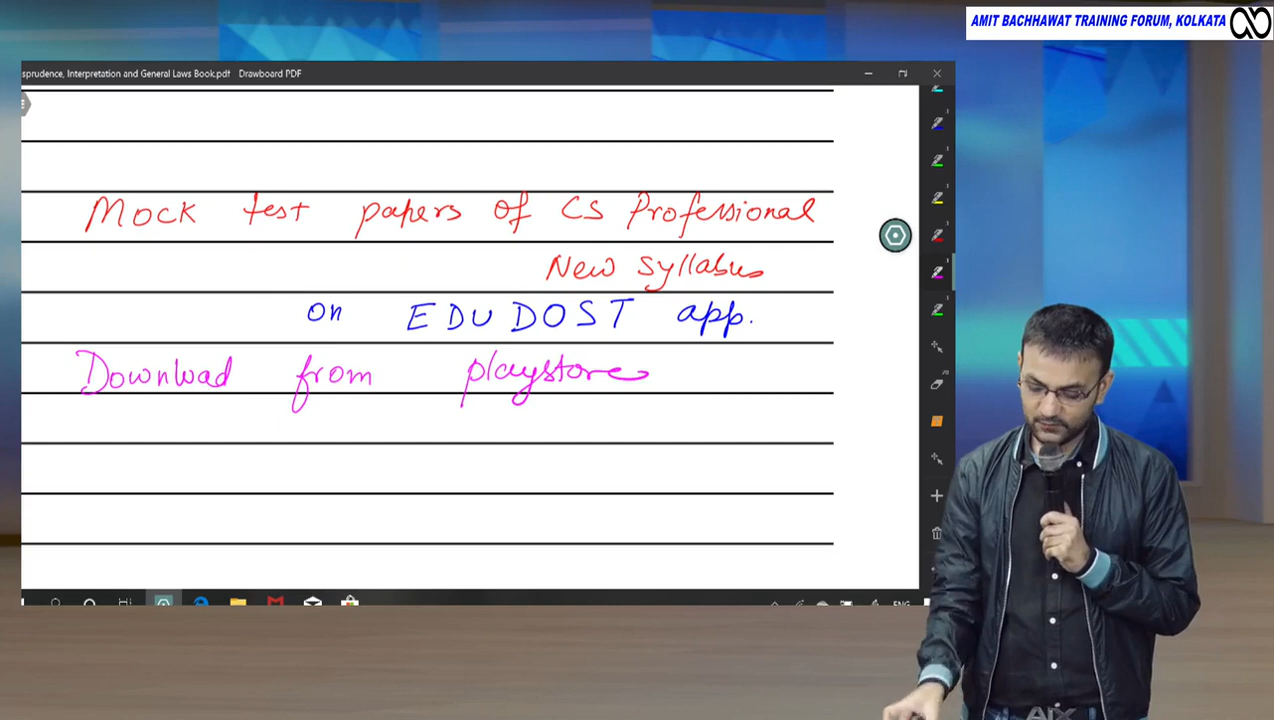 AMIT BACHHAWAT TRAINING FORUM, KOLKATA
sprudence, Interpretation and General Laws Book.pdf Drawboard PDF
Mock test papers of CS Professional
New syllabus
on EDUDOST app.
Download from playstore
ENG